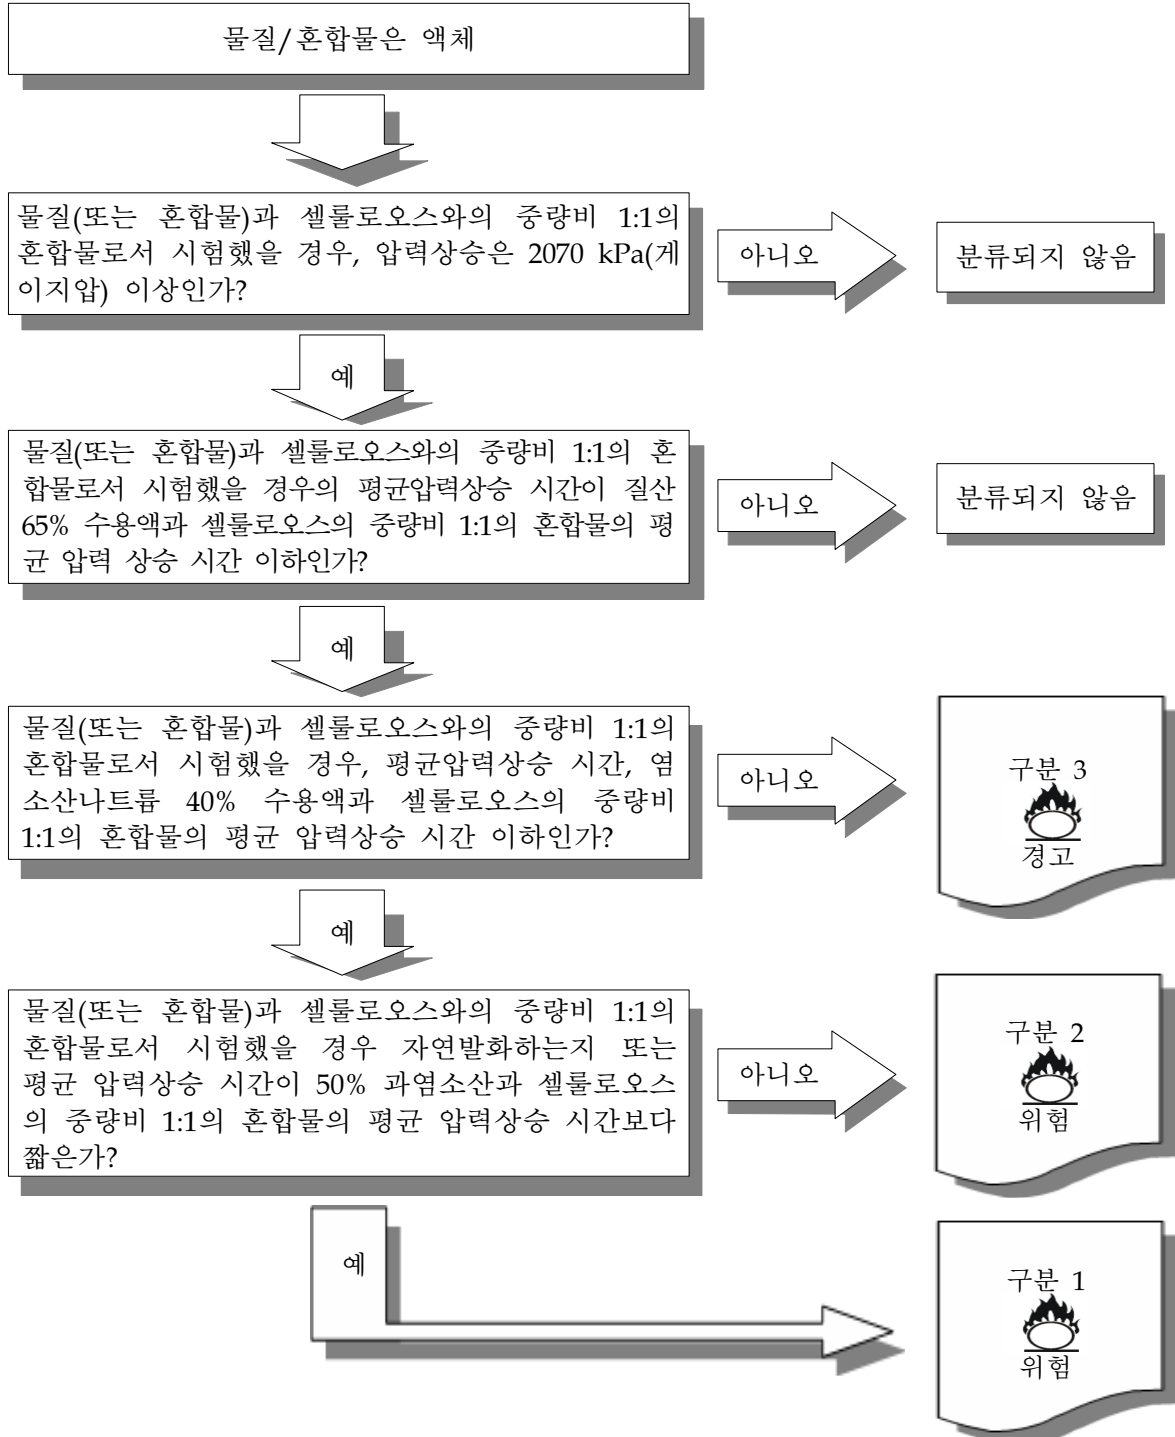 물질/혼합물은 액체
물질(또는 혼합물)과 셀룰로오스와의 중량비 1:1의
혼합물로서 시험했을 경우, 압력상승은 2070 kPa(게
이지압) 이상인가?
아니오
분류되지 않음
예
물질(또는 혼합물)과 셀룰로오스와의 중량비 1:1의 혼
합물로서 시험했을 경우의 평균압력상승 시간이 질산
65% 수용액과 셀룰로오스의 중량비 1:1의 혼합물의 평
균 압력 상승 시간 이하인가?
아니오
분류되지 않음
예
물질(또는 혼합물)과 셀룰로오스와의 중량비 1:1의
혼합물로서 시험했을 경우, 평균압력상승 시간, 염
소산나트륨 40% 수용액과 셀룰로오스의 중량비
1:1의 혼합물의 평균 압력상승 시간 이하인가?
아니오
구분 3
경고
예
물질(또는 혼합물)과 셀룰로오스와의 중량비 1:1의
혼합물로서 시험했을 경우 자연발화하는지 또는
평균 압력상승 시간이 50% 과염소산과 셀룰로오스
의 중량비 1:1의 혼합물의 평균 압력상승 시간보다
짧은가?
아니오
구분 2
위험
예
구분 1
위험